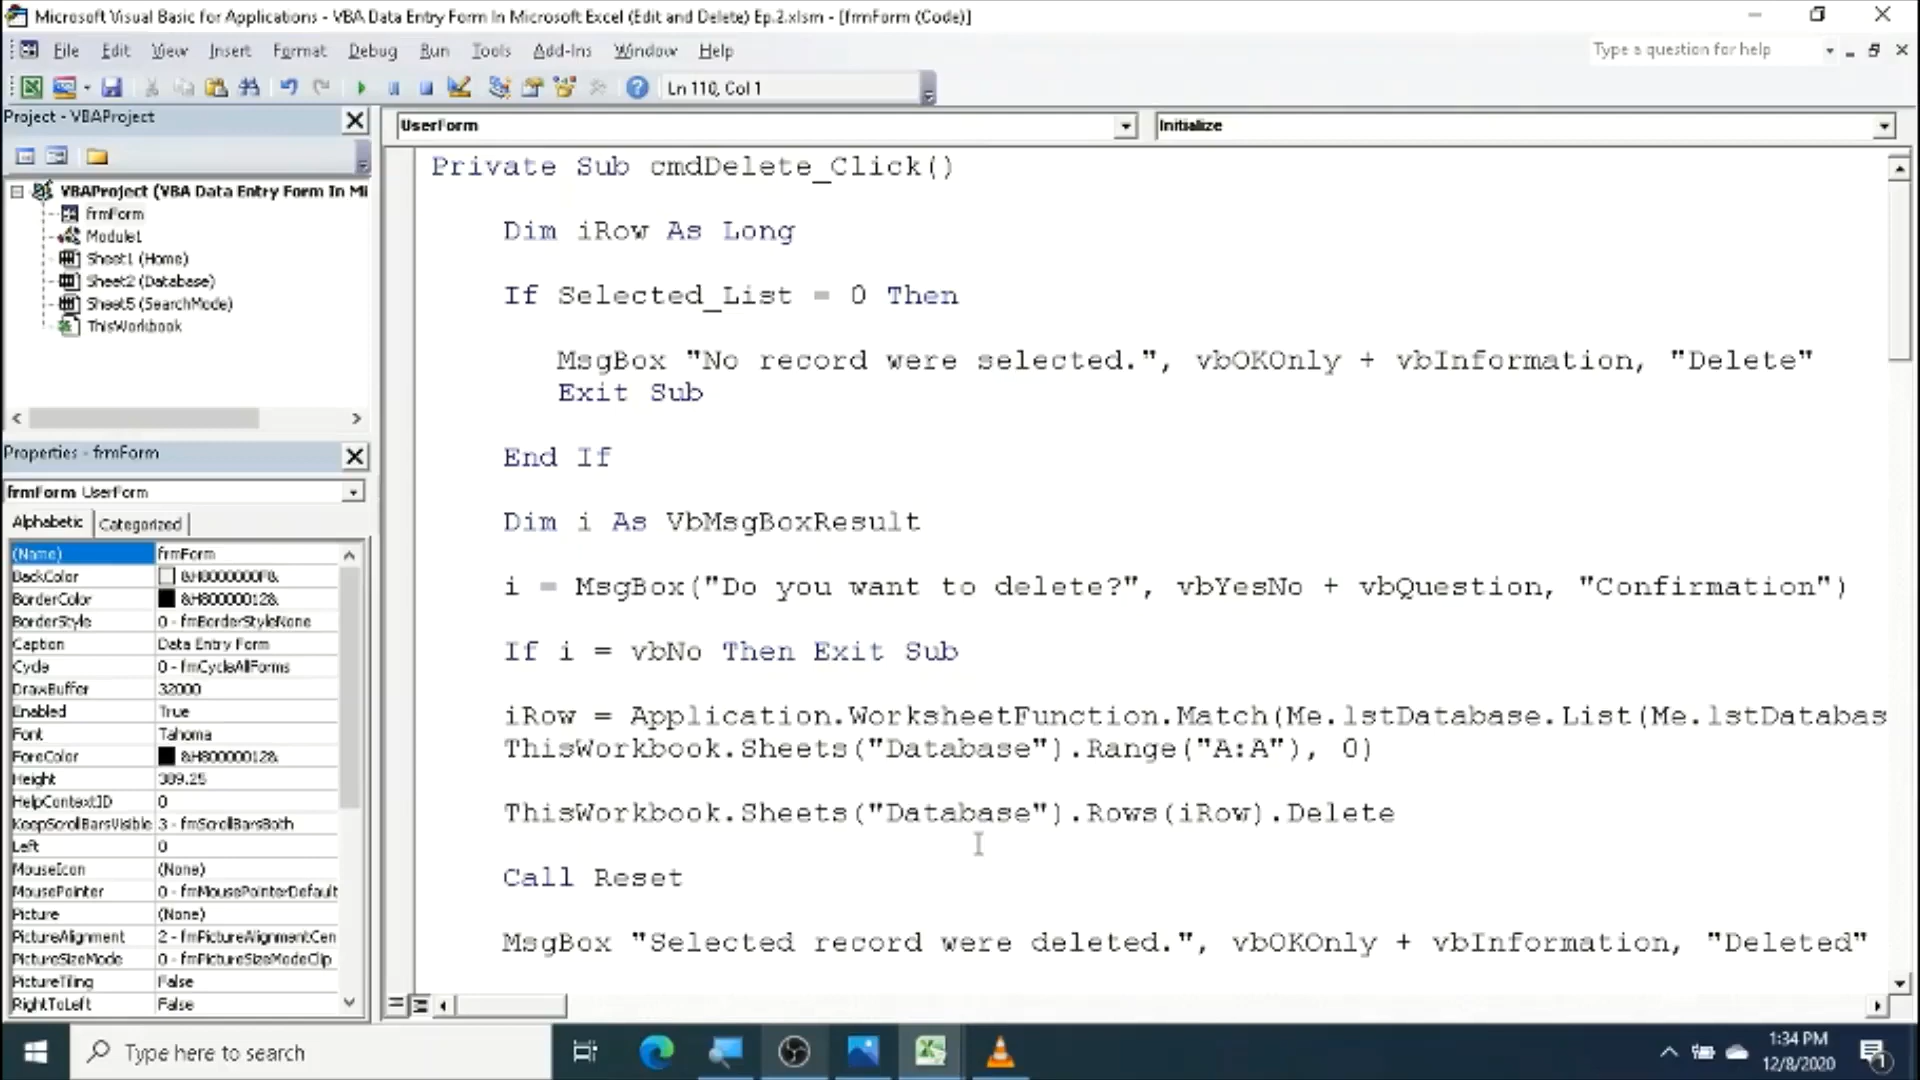 Microsoft Visual Basic for Applications - VBA Data Entry Form In Microsoft Excel (Edit and Delete) Ep.2.xlsm - [frmForm (Code)]
File Edit View Insert Format Debug Run Tools Add-Ins Window Help
Type a question for help
Ln 110, Col 1
Project - VBAProject
UserForm
Initialize
VBAProject (VBA Data Entry Form In Mi
frmForm
Module1
Sheet1 (Home)
Sheet2 (Database)
Sheet5 (SearchMode)
ThisWorkbook
Properties - frmForm
frmForm UserForm
Alphabetic Categorized
(Name) frmForm
BackColor &H8000000F&
BorderColor &H80000012&
BorderStyle 0 - fmBorderStyleNone
Caption Data Entry Form
Cycle 0 - fmCycleAllForms
DrawBuffer 32000
Enabled True
Font Tahoma
ForeColor &H80000012&
Height 389.25
HelpContextID 0
KeepScrollBarsVisible 3 - fmScrollBarsBoth
Left 0
MouseIcon (None)
MousePointer 0 - fmMousePointerDefault
Picture (None)
PictureAlignment 2 - fmPictureAlignmentCen
PictureSizeMode 0 - fmPictureSizeModeClip
PictureTiling False
RightToLeft False
Private Sub cmdDelete_Click()
Dim iRow As Long
If Selected_List = 0 Then
MsgBox "No record were selected.", vbOKOnly + vbInformation, "Delete"
Exit Sub
End If
Dim i As VbMsgBoxResult
i = MsgBox("Do you want to delete?", vbYesNo + vbQuestion, "Confirmation")
If i = vbNo Then Exit Sub
iRow = Application.WorksheetFunction.Match(Me.lstDatabase.List(Me.lstDatabas
ThisWorkbook.Sheets("Database").Range("A:A"), 0)
ThisWorkbook.Sheets("Database").Rows(iRow).Delete
Call Reset
MsgBox "Selected record were deleted.", vbOKOnly + vbInformation, "Deleted"
Type here to search
1:34 PM
12/8/2020
1